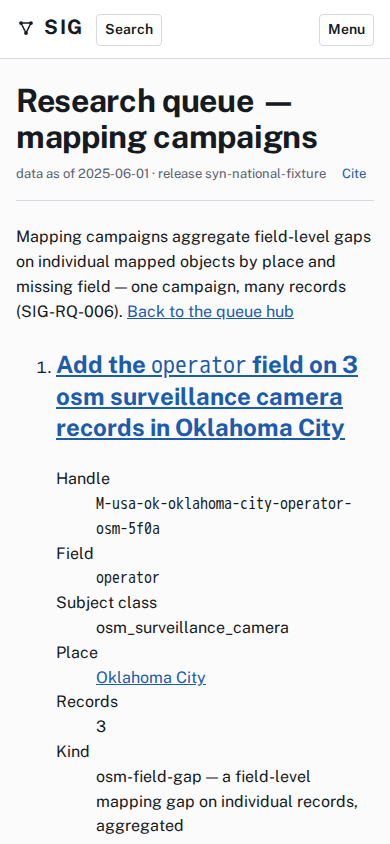 SIG Search Menu
Research queue —
mapping campaigns
data as of 2025-06-01 · release syn-national-fixture Cite
Mapping campaigns aggregate field-level gaps
on individual mapped objects by place and
missing field — one campaign, many records
(SIG-RQ-006). Back to the queue hub
1. Add the operator field on 3
osm surveillance camera
records in Oklahoma City
Handle
M-usa-ok-oklahoma-city-operator-
osm-5f0a
Field
operator
Subject class
osm_surveillance_camera
Place
Oklahoma City
Records
3
Kind
osm-field-gap — a field-level
mapping gap on individual records,
aggregated